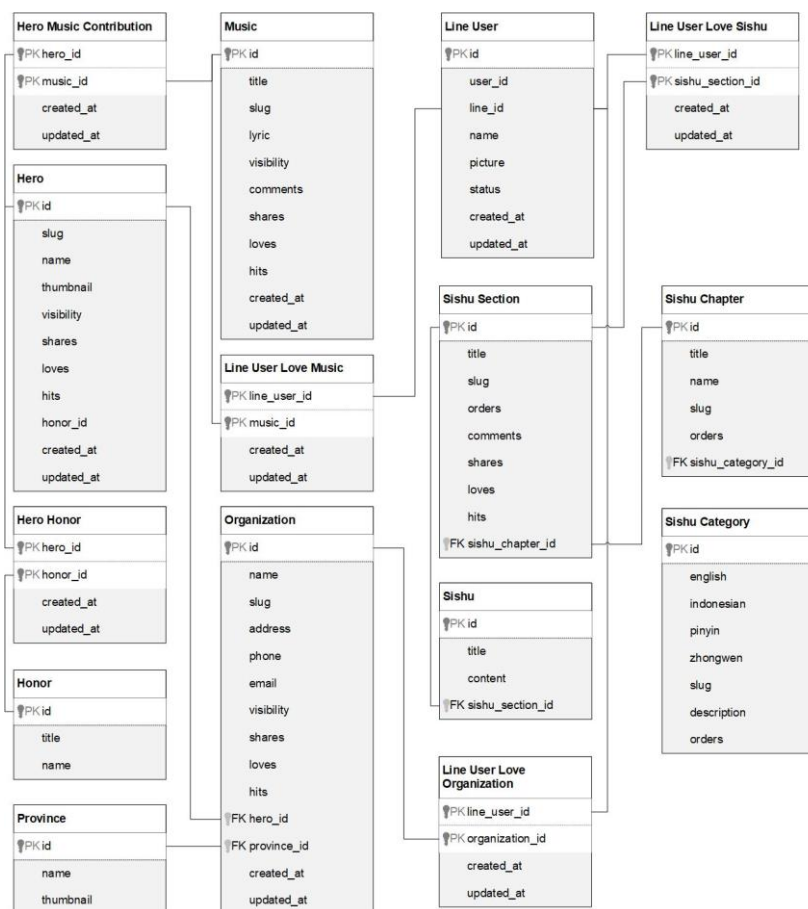 Hero Music Contribution
PK hero_id
PK music_id
created_at
updated_at
Hero
PK id
slug
name
thumbnail
visibility
shares
loves
hits
honor_id
created_at
updated_at
Hero Honor
PK hero_id
PK honor_id
created_at
updated_at
Honor
PK id
title
name
Province
PK id
name
thumbnail
Music
PK id
title
slug
lyric
visibility
comments
shares
loves
hits
created_at
updated_at
Line User Love Music
PK line_user_id
PK music_id
created_at
updated_at
Organization
PK id
name
slug
address
phone
email
visibility
shares
loves
hits
FK hero_id
FK province_id
created_at
updated_at
Line User
PK id
user_id
line_id
name
picture
status
created_at
updated_at
Sishu Section
PK id
title
slug
orders
comments
shares
loves
hits
FK sishu_chapter_id
Sishu
PK id
title
content
FK sishu_section_id
Line User Love
Organization
PK line_user_id
PK organization_id
created_at
updated_at
Line User Love Sishu
PK line_user_id
PK sishu_section_id
created_at
updated_at
Sishu Chapter
PK id
title
name
slug
orders
FK sishu_category_id
Sishu Category
PK id
english
indonesian
pinyin
zhongwen
slug
description
orders